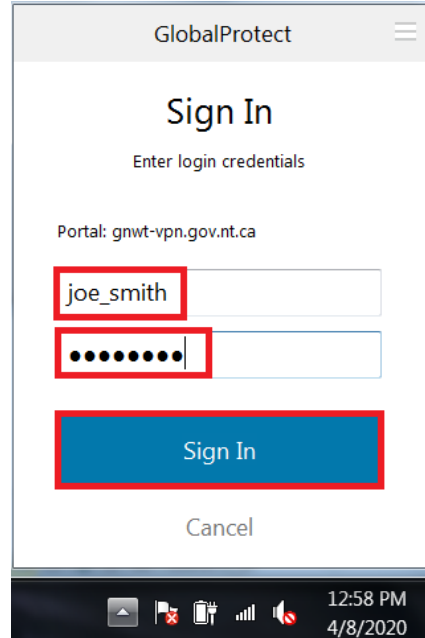 GlobalProtect
Sign In
Enter login credentials
Portal: gnwt-vpn.gov.nt.ca
joe_smith
●●●●●●●●
Sign In
Cancel
12:58 PM
4/8/2020